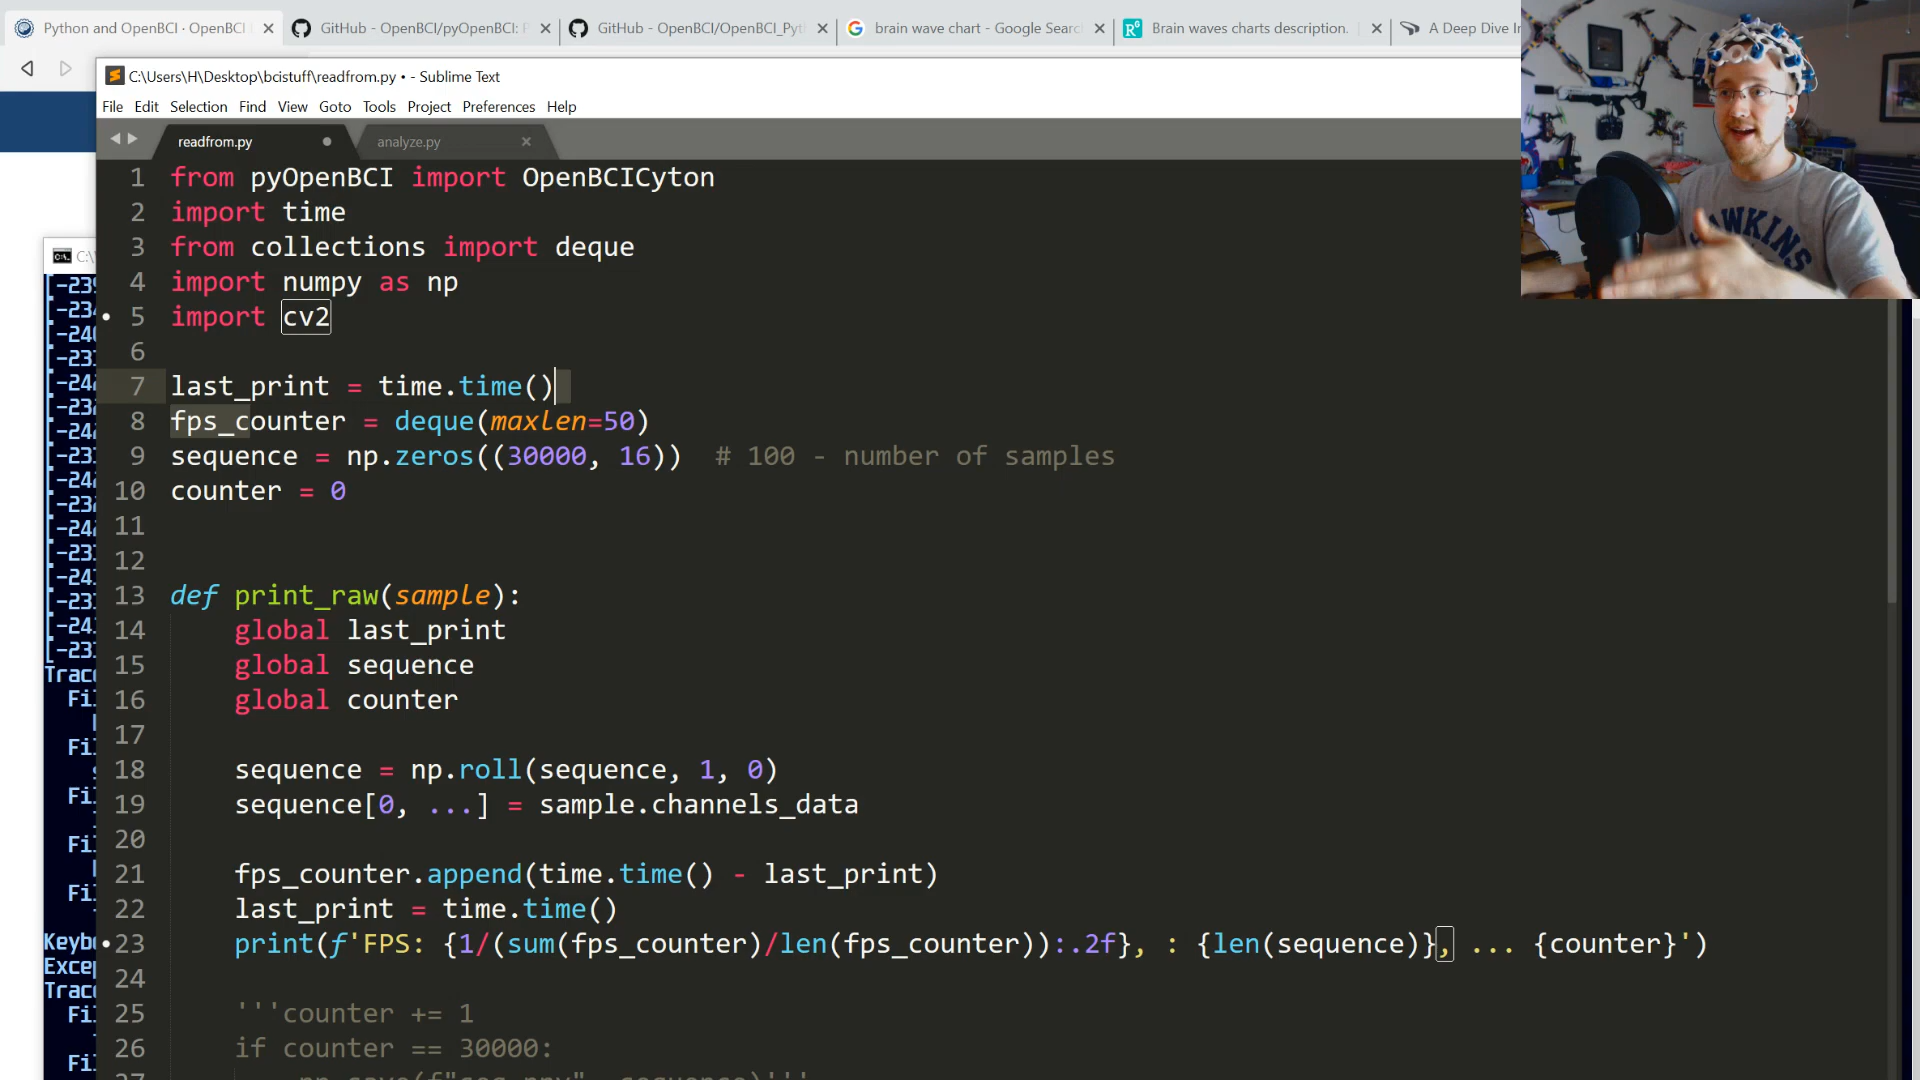 Python and OpenBCI · OpenBCI
GitHub - OpenBCI/pyOpenBCI: P
GitHub - OpenBCI/OpenBCI_Pyt
brain wave chart - Google Searc
Brain waves charts description.
A Deep Dive In
C:\Users\H\Desktop\bcistuff\readfrom.py • - Sublime Text
File Edit Selection Find View Goto Tools Project Preferences Help
readfrom.py
analyze.py
1 from pyOpenBCI import OpenBCICyton
2 import time
3 from collections import deque
4 import numpy as np
5 import cv2
6
7 last_print = time.time()
8 fps_counter = deque(maxlen=50)
9 sequence = np.zeros((30000, 16)) # 100 - number of samples
10 counter = 0
11
12
13 def print_raw(sample):
14 global last_print
15 global sequence
16 global counter
17
18 sequence = np.roll(sequence, 1, 0)
19 sequence[0, ...] = sample.channels_data
20
21 fps_counter.append(time.time() - last_print)
22 last_print = time.time()
23 print(f'FPS: {1/(sum(fps_counter)/len(fps_counter)):.2f}, : {len(sequence)}, ... {counter}')
24
25 '''counter += 1
26 if counter == 30000:
HAWKINS